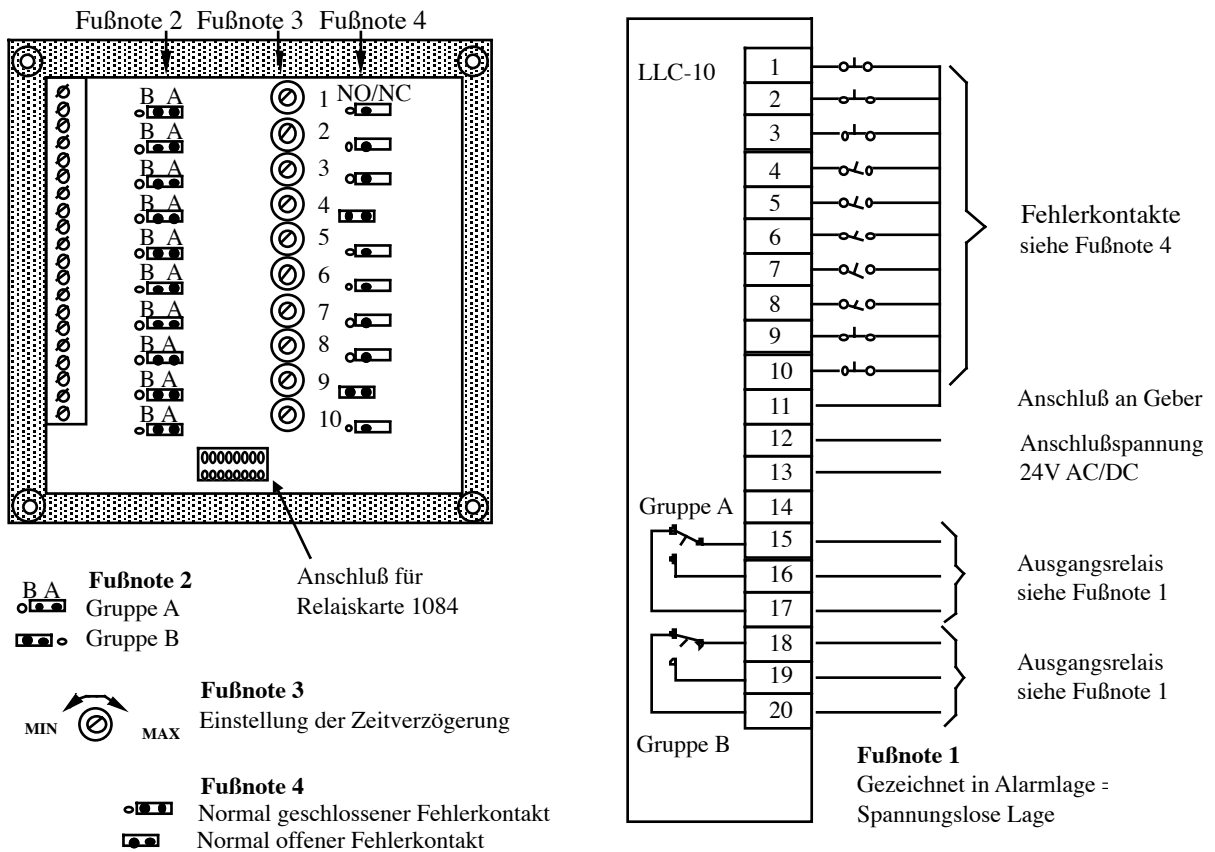 Fußnote 2 Fußnote 3 Fußnote 4
B A
B A
B A
B A
B A
B A
B A
B A
B A
B A
1 NO/NC
2
3
4
5
6
7
8
9
10
Anschluß für
Relaiskarte 1084
Fußnote 2
B A
Gruppe A
Gruppe B
Fußnote 3
MIN
MAX
Einstellung der Zeitverzögerung
Fußnote 4
Normal geschlossener Fehlerkontakt
Normal offener Fehlerkontakt
LLC-10
1
2
3
4
5
6
7
8
9
10
11
12
13
14
15
16
17
18
19
20
Fehlerkontakte
siehe Fußnote 4
Anschluß an Geber
Anschlußspannung
24V AC/DC
Gruppe A
Ausgangsrelais
siehe Fußnote 1
Ausgangsrelais
siehe Fußnote 1
Gruppe B
Fußnote 1
Gezeichnet in Alarmlage =
Spannungslose Lage